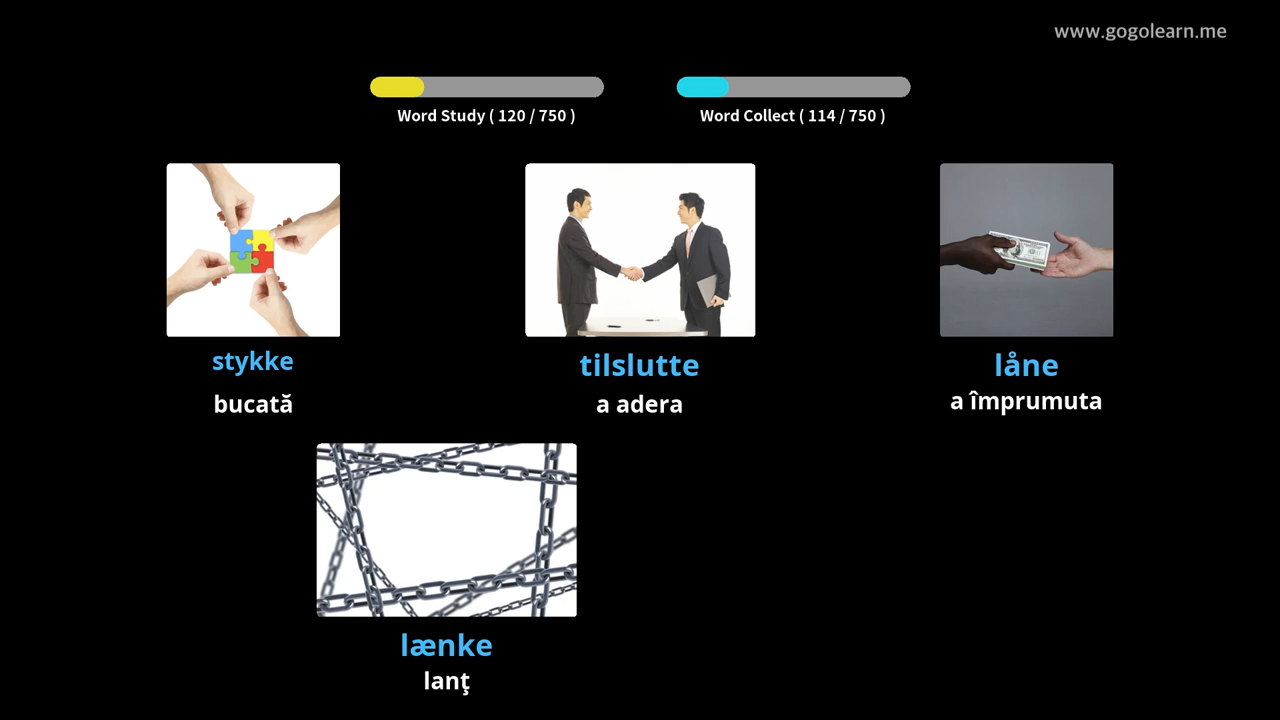 www.gogolearn.me
Word Study ( 120 / 750 )
Word Collect ( 114 / 750 )
stykke
bucată
tilslutte
a adera
låne
a împrumuta
lænke
lanţ